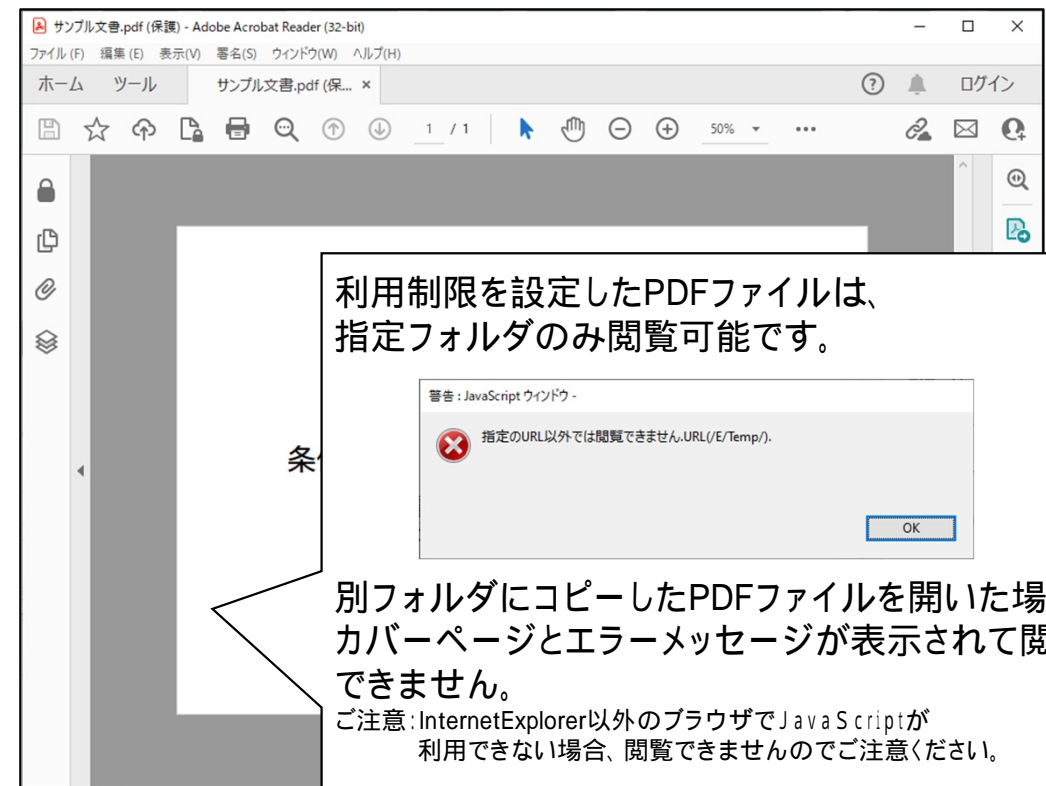 サンプル文書.pdf (保護) - Adobe Acrobat Reader (32-bit)
ファイル(F) 編集(E) 表示(V) 署名(S) ウィンドウ(W) ヘルプ(H)
ホーム ツール サンプル文書.pdf (保... × ログイン
1 / 1 50%
利用制限を設定したPDFファイルは、
指定フォルダのみ閲覧可能です。
警告 : JavaScript ウィンドウ -
指定のURL以外では閲覧できません.URL(/E/Temp/).
条
OK
別フォルダにコピーしたPDFファイルを開いた場
カバーページとエラーメッセージが表示されて閲
できません。
ご注意:InternetExplorer以外のブラウザでJavaScriptが
利用できない場合、閲覧できませんのでご注意ください。